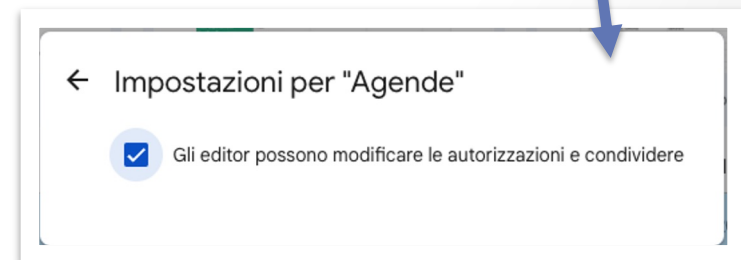 Impostazioni per "Agende"
Gli editor possono modificare le autorizzazioni e condividere